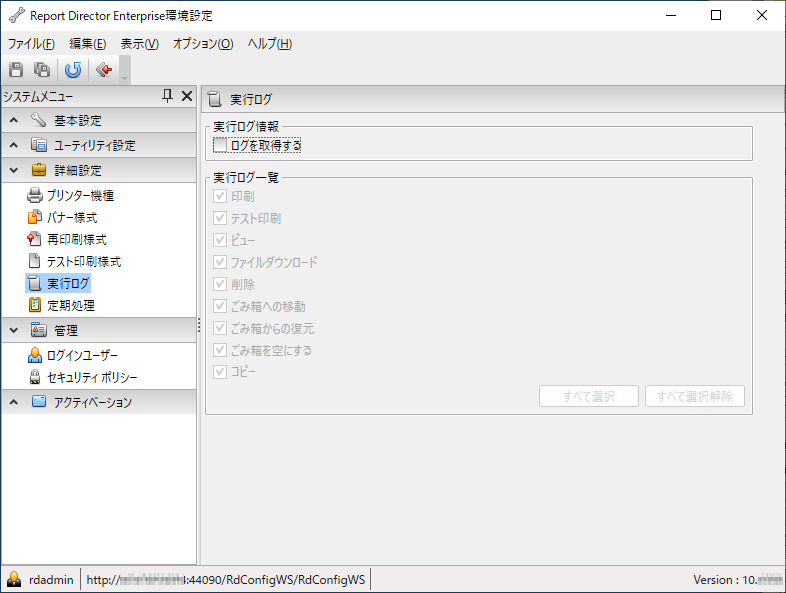 Report Director Enterprise環境設定
ファイル(F) 編集(E) 表示(V) オプション(O) ヘルプ(H)
システムメニュー
基本設定
ユーティリティ設定
詳細設定
プリンター機種
バナー様式
再印刷様式
テスト印刷様式
実行ログ
定期処理
管理
ログインユーザー
セキュリティ ポリシー
アクティベーション
実行ログ
実行ログ情報
ログを取得する
実行ログ一覧
印刷
テスト印刷
ビュー
ファイルダウンロード
削除
ごみ箱への移動
ごみ箱からの復元
ごみ箱を空にする
コピー
すべて選択 すべて選択解除
rdadmin http:// :44090/RdConfigWS/RdConfigWS Version : 10.